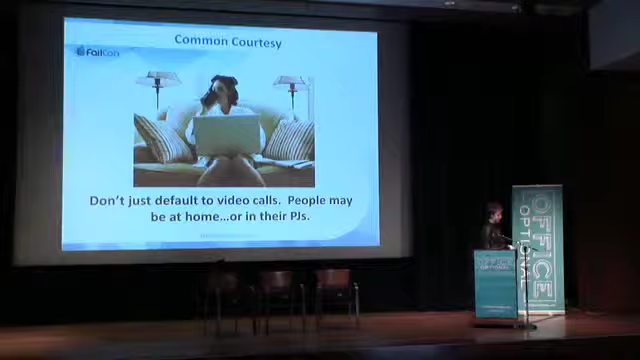 Common Courtesy
FailCon
Don't just default to video calls. People may
be at home...or in their PJs.
OFFICE
OPTIONAL
OFFICE
OPTIONAL